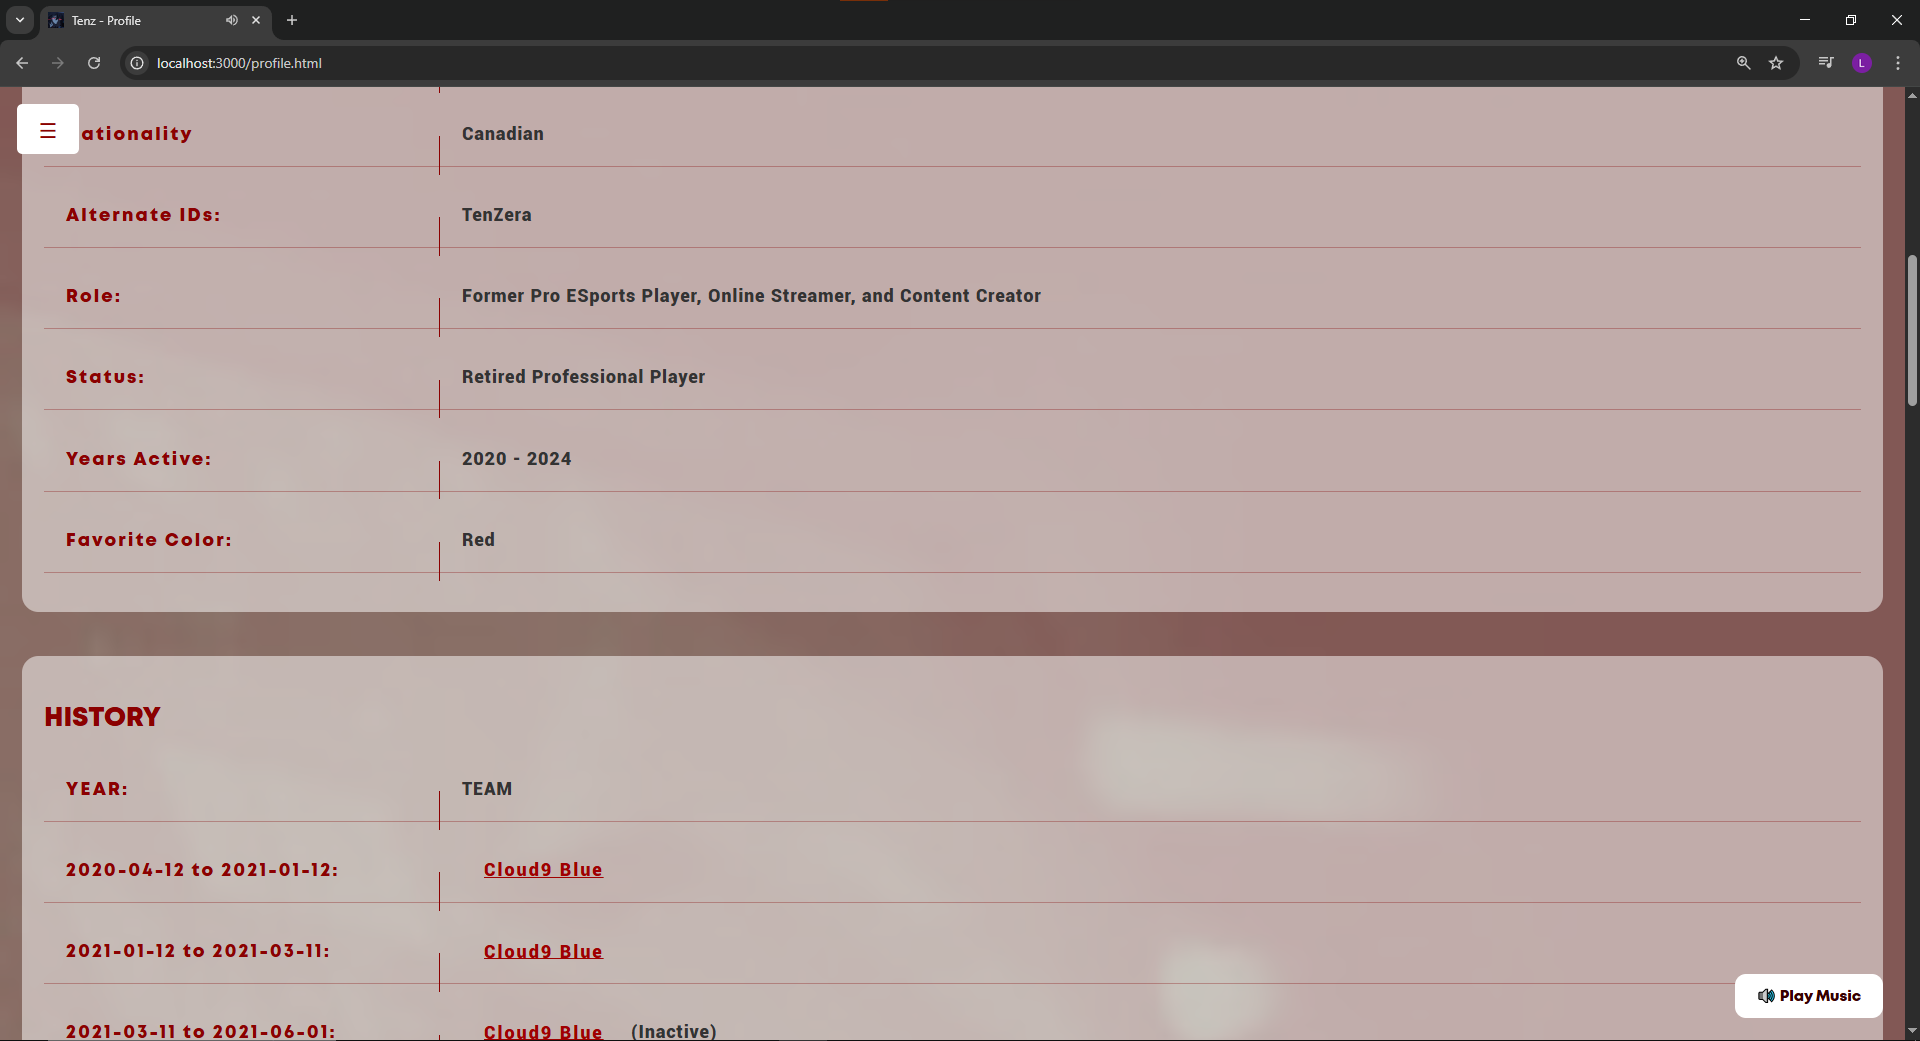 Tenz - Profile
localhost:3000/profile.html
L
ationality Canadian
Alternate IDs: TenZera
Role: Former Pro ESports Player, Online Streamer, and Content Creator
Status: Retired Professional Player
Years Active: 2020 - 2024
Favorite Color: Red
HISTORY
YEAR: TEAM
2020-04-12 to 2021-01-12: Cloud9 Blue
2021-01-12 to 2021-03-11: Cloud9 Blue
Play Music
2021-03-11 to 2021-06-01: Cloud9 Blue (Inactive)